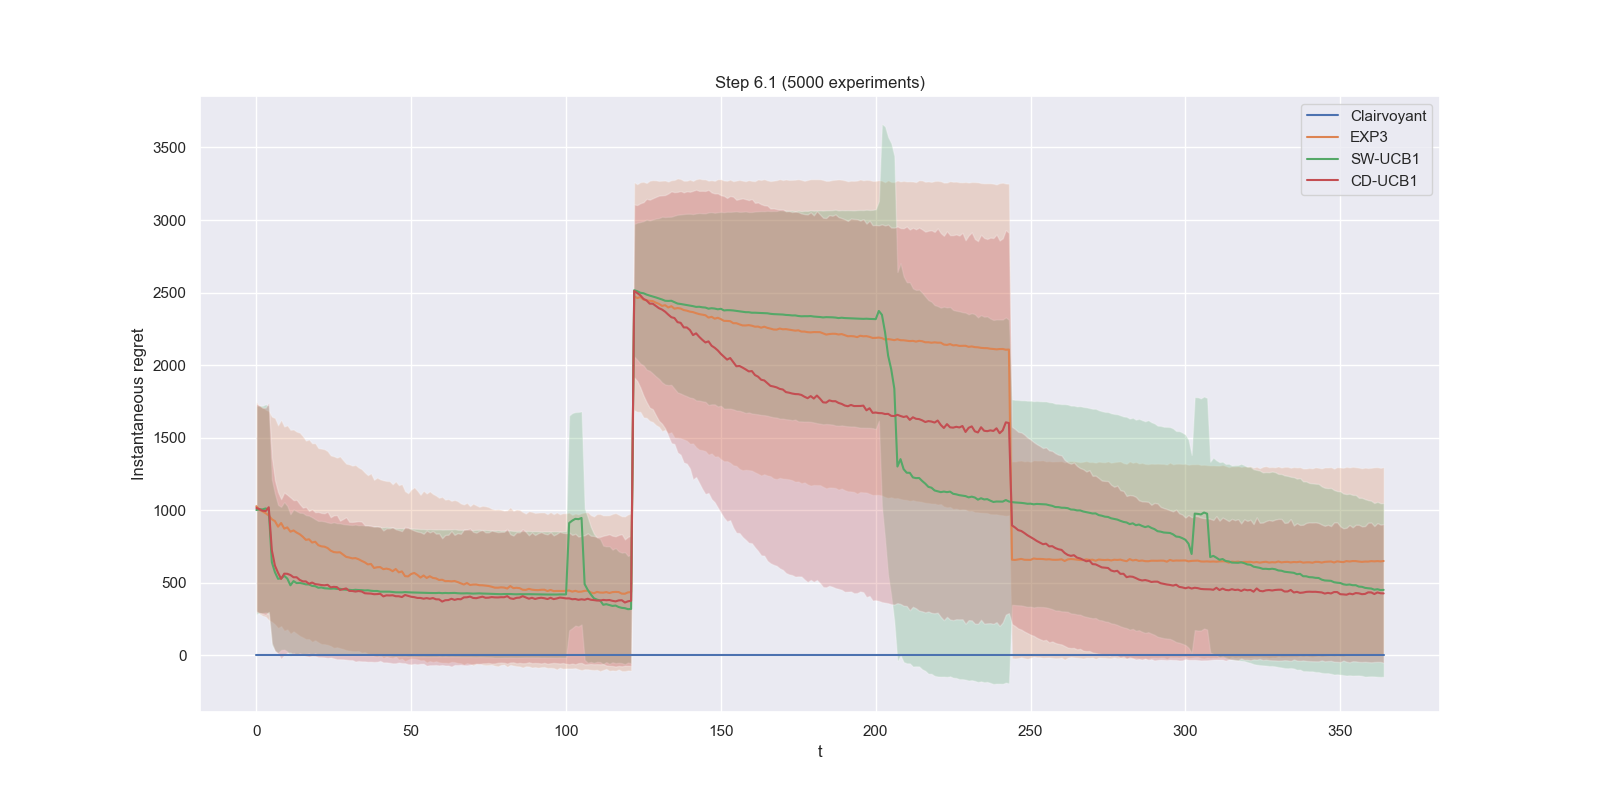 Step 6.1 (5000 experiments)
Clairvoyant
EXP3
SW-UCB1
CD-UCB1
Instantaneous regret
3500
3000
2500
2000
1500
1000
500
0
0 50 100 150 200 250 300 350
t